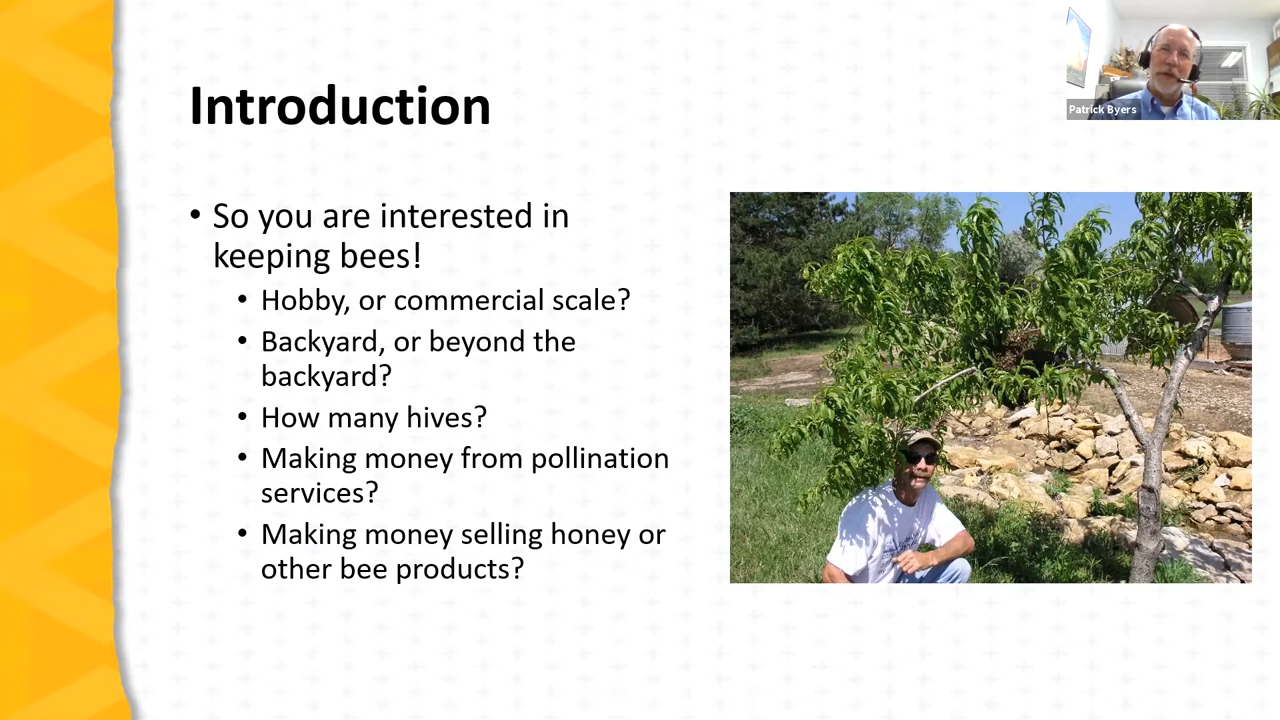 Introduction
Patrick Byers
• So you are interested in
keeping bees!
• Hobby, or commercial scale?
• Backyard, or beyond the
backyard?
• How many hives?
• Making money from pollination
services?
• Making money selling honey or
other bee products?